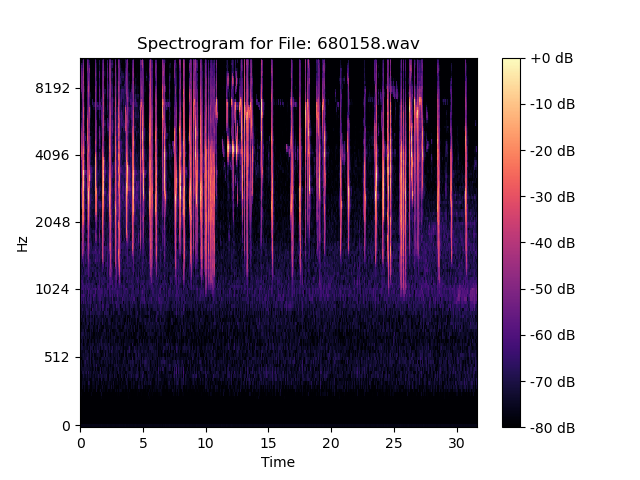 Spectrogram for File: 680158.wav
Hz
8192
4096
2048
1024
512
0
0 5 10 15 20 25 30
Time
+0 dB
-10 dB
-20 dB
-30 dB
-40 dB
-50 dB
-60 dB
-70 dB
-80 dB